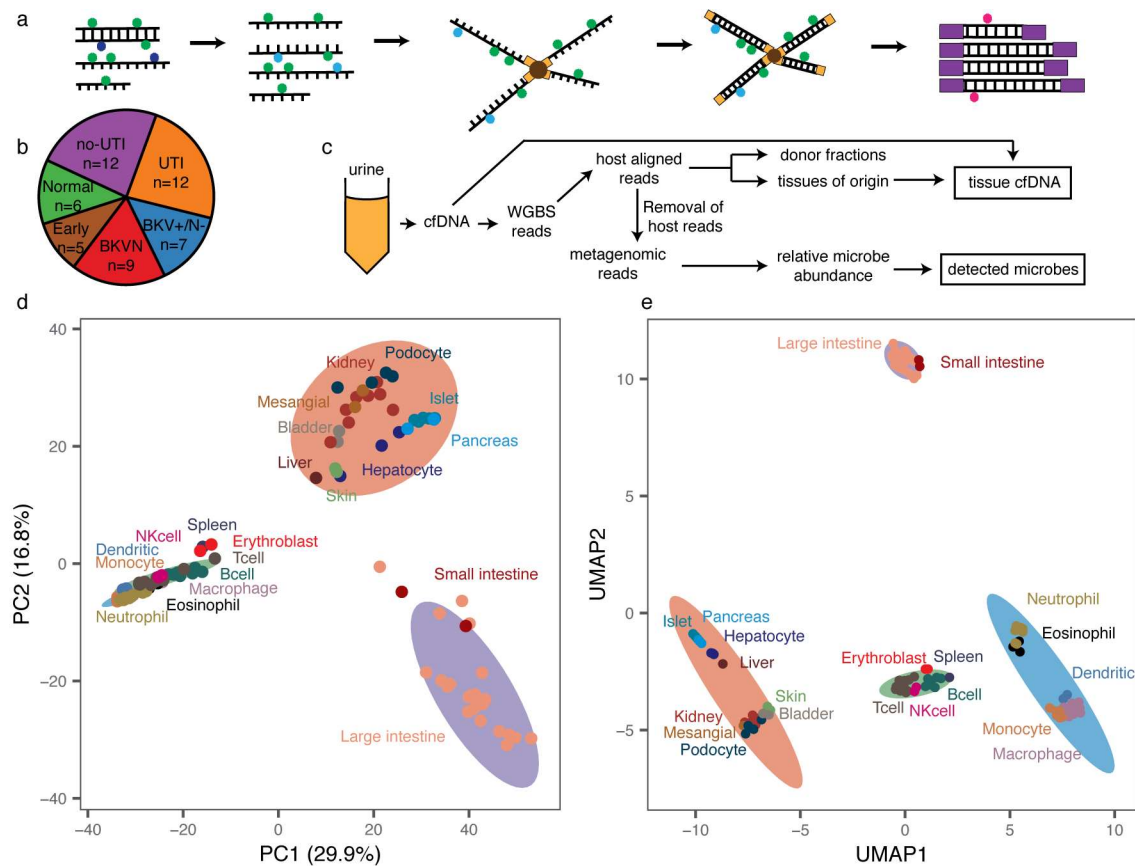 a
b
no-UTI
n=12
UTI
n=12
Normal
n=6
Early
n=5
BKVN
n=9
BKV+/N-
n=7
c
urine
cfDNA
WGBS
reads
host aligned
reads
donor fractions
tissues of origin
tissue cfDNA
Removal of
host reads
metagenomic
reads
relative microbe
abundance
detected microbes
d
40
20
0
−20
−40
PC2 (16.8%)
Kidney
Podocyte
Mesangial
Islet
Bladder
Pancreas
Liver
Hepatocyte
Skin
Spleen
NKcell
Erythroblast
Dendritic
Tcell
Monocyte
Bcell
Macrophage
Eosinophil
Neutrophil
Small intestine
Large intestine
−40
−20
0
20
40
PC1 (29.9%)
e
10
5
0
−5
UMAP2
Large intestine
Small intestine
Islet
Pancreas
Hepatocyte
Liver
Skin
Bladder
Kidney
Mesangial
Podocyte
Erythroblast
Spleen
Tcell
Bcell
NKcell
Neutrophil
Eosinophil
Dendritic
Monocyte
Macrophage
−10
−5
0
5
10
UMAP1